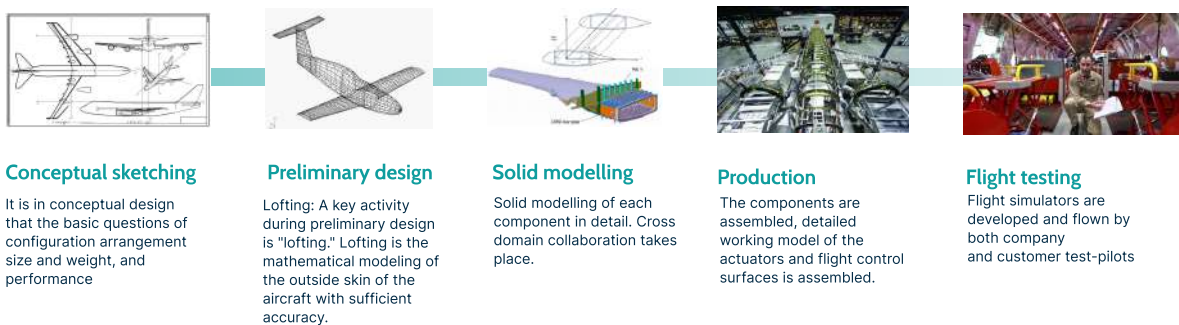 Conceptual sketching
It is in conceptual design
that the basic questions of
configuration arrangement
size and weight, and
performance
Preliminary design
Lofting: A key activity
during preliminary design
is "lofting." Lofting is the
mathematical modeling of
the outside skin of the
aircraft with sufficient
accuracy.
Solid modelling
Solid modelling of each
component in detail. Cross
domain collaboration takes
place.
Production
The components are
assembled, detailed
working model of the
actuators and flight control
surfaces is assembled.
Flight testing
Flight simulators are
developed and flown by
both company
and customer test-pilots